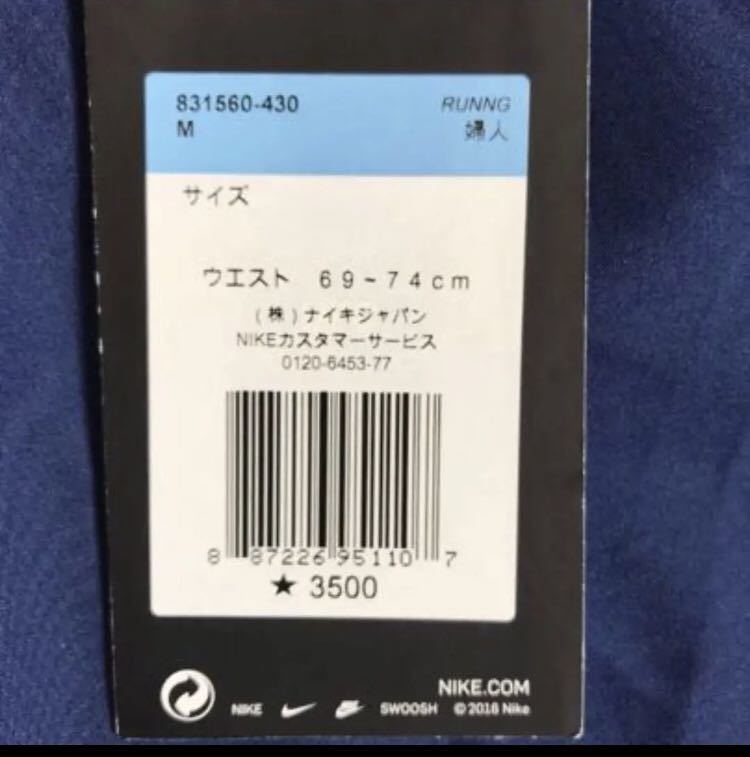 831560-430 RUNNG
M 婦人
サイズ
ウエスト 69~74cm
(株)ナイキジャパン
NIKEカスタマーサービス
0120-6453-77
8 87226 95110 7
★ 3500
NIKE.COM
NIKE SWOOSH ©2016 Nike